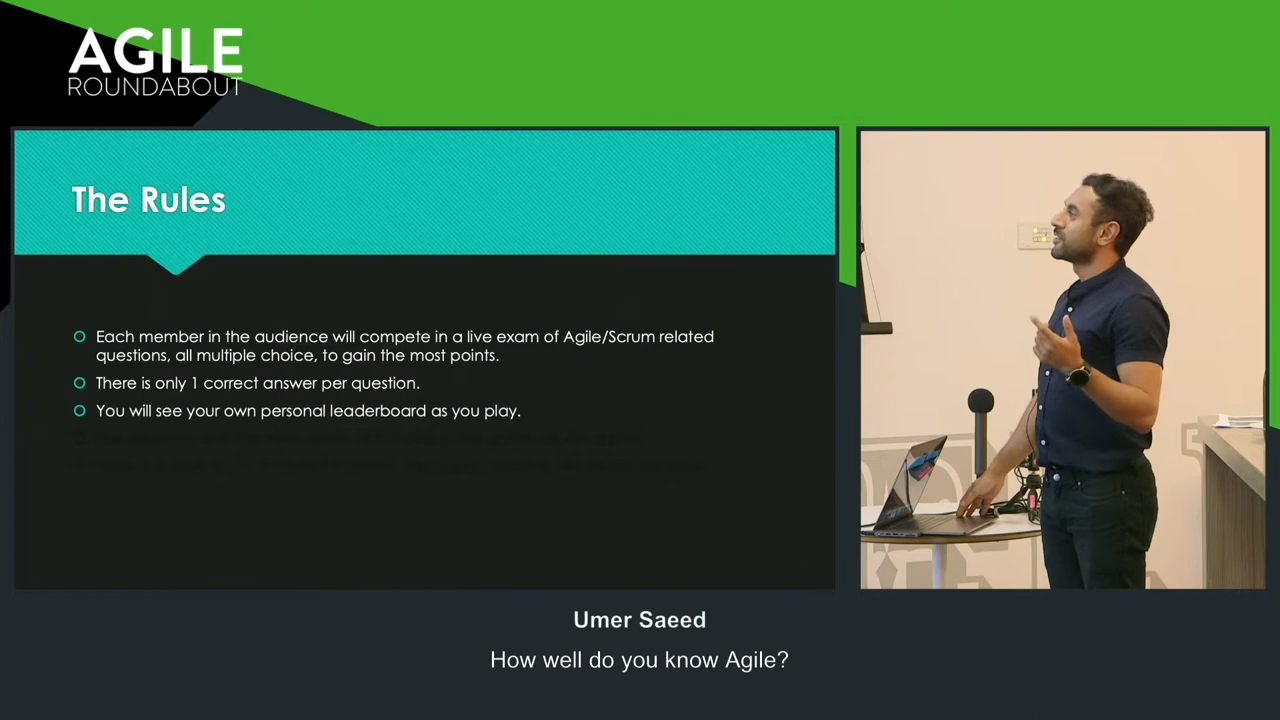 AGILE
ROUNDABOUT
The Rules
Each member in the audience will compete in a live exam of Agile/Scrum related
questions, all multiple choice, to gain the most points.
There is only 1 correct answer per question.
You will see your own personal leaderboard as you play.
Umer Saeed
How well do you know Agile?